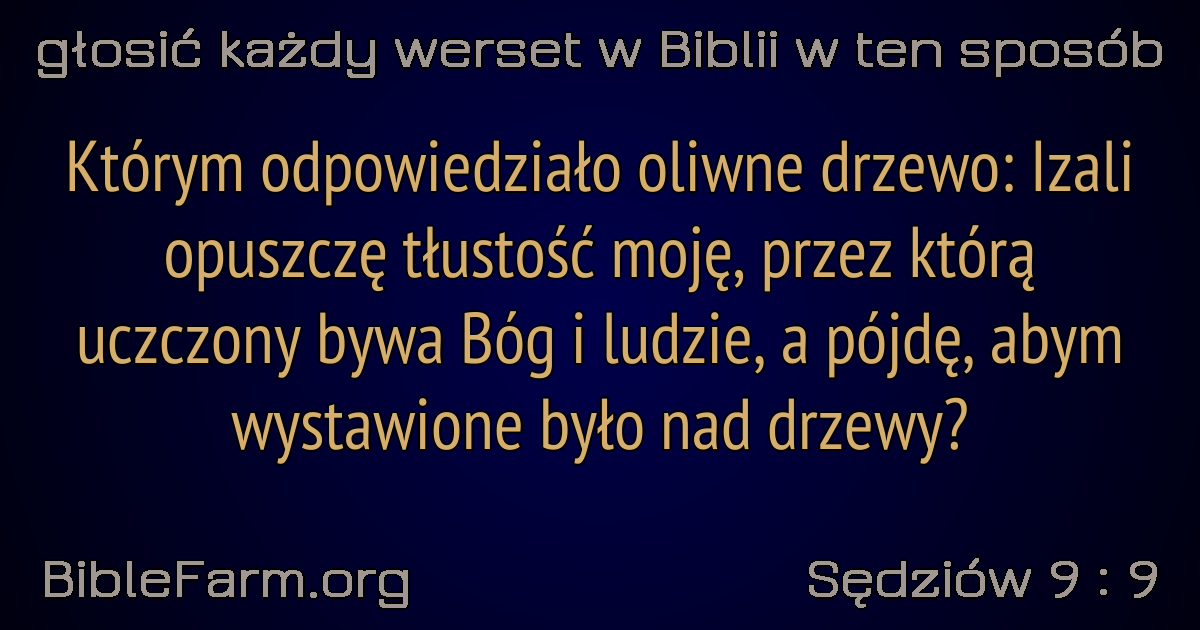 głosić każdy werset w Biblii w ten sposób
Którym odpowiedziało oliwne drzewo: Izali
opuszczę tłustość moję, przez którą
uczczony bywa Bóg i ludzie, a pójdę, abym
wystawione było nad drzewy?
BibleFarm.org
Sędziów 9 : 9